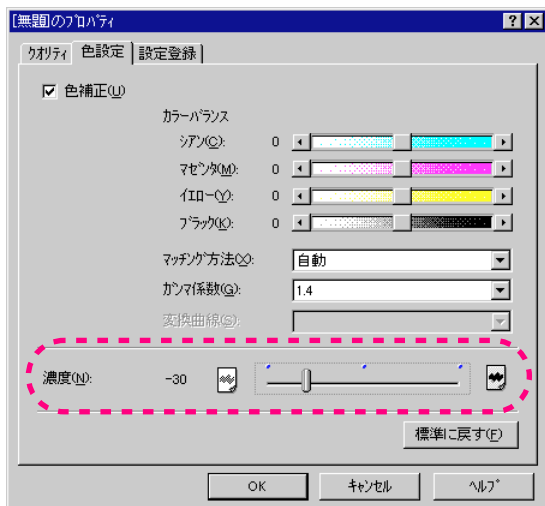 [無題]のプロパティ
クオリティ 色設定 設定登録
色補正(U)
カラーバランス
シアン(C): 0
マゼンタ(M): 0
イエロー(Y): 0
ブラック(K): 0
マッチング方法(X): 自動
ガンマ係数(G): 1.4
変換曲線(S):
濃度(N): -30
標準に戻す(F)
OK キャンセル ヘルプ